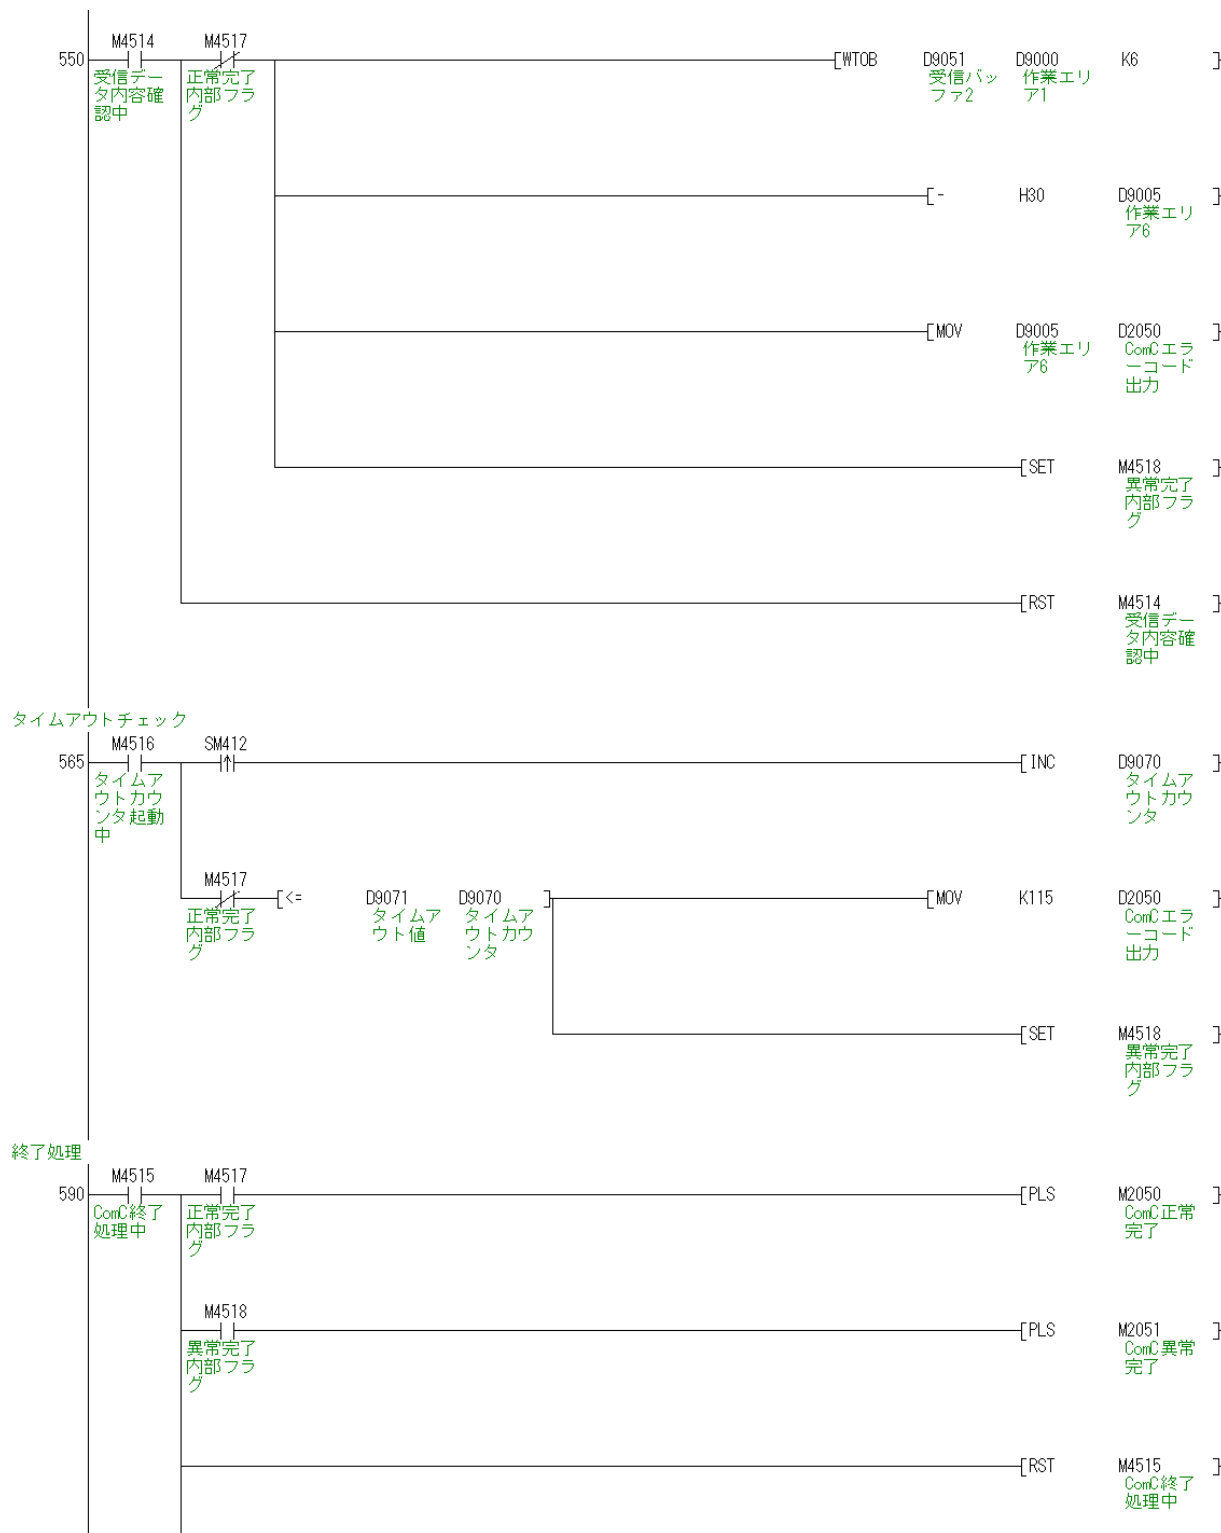 M4514 M4517
550 [WTOB D9051 D9000 K6 ]
受信デー 正常完了 受信バッ 作業エリ
タ内容確 内部フラ ファ2 ア1
認中 グ
[- H30 D9005 ]
作業エリ
ア6
[MOV D9005 D2050 ]
作業エリ ComCエラ
ア6 ーコード
出力
[SET M4518 ]
異常完了
内部フラ
グ
[RST M4514 ]
受信デー
タ内容確
認中
タイムアウトチェック
M4516 SM412
565 [INC D9070 ]
タイムア タイムア
ウトカウ ウトカウ
ンタ起動 ンタ
中
M4517
[<= D9071 D9070 ] [MOV K115 D2050 ]
正常完了 タイムア タイムア ComCエラ
内部フラ ウト値 ウトカウ ーコード
グ ンタ 出力
[SET M4518 ]
異常完了
内部フラ
グ
終了処理
M4515 M4517
590 [PLS M2050 ]
ComC終了 正常完了 ComC正常
処理中 内部フラ 完了
グ
M4518
[PLS M2051 ]
異常完了 ComC異常
内部フラ 完了
グ
[RST M4515 ]
ComC終了
処理中